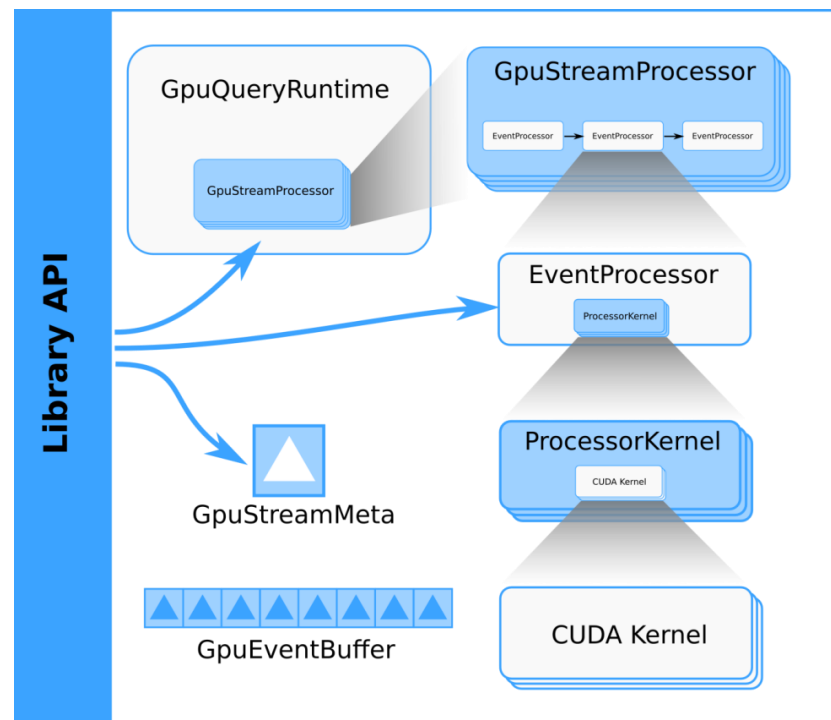 Library API
GpuQueryRuntime
GpuStreamProcessor
GpuStreamProcessor
EventProcessor
EventProcessor
EventProcessor
EventProcessor
ProcessorKernel
ProcessorKernel
CUDA Kernel
GpuStreamMeta
GpuEventBuffer
CUDA Kernel